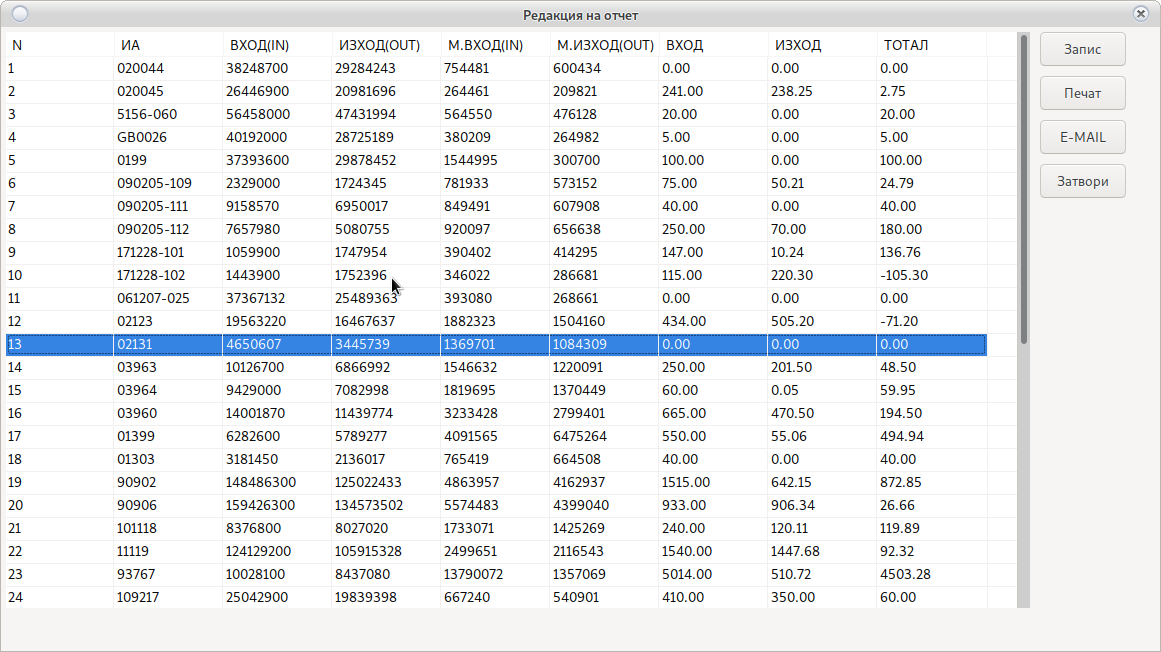 Редакция на отчет
N ИА ВХОД(IN) ИЗХОД(OUT) М.ВХОД(IN) М.ИЗХОД(OUT) ВХОД ИЗХОД ТОТАЛ
1 020044 38248700 29284243 754481 600434 0.00 0.00 0.00
2 020045 26446900 20981696 264461 209821 241.00 238.25 2.75
3 5156-060 56458000 47431994 564550 476128 20.00 0.00 20.00
4 GB0026 40192000 28725189 380209 264982 5.00 0.00 5.00
5 0199 37393600 29878452 1544995 300700 100.00 0.00 100.00
6 090205-109 2329000 1724345 781933 573152 75.00 50.21 24.79
7 090205-111 9158570 6950017 849491 607908 40.00 0.00 40.00
8 090205-112 7657980 5080755 920097 656638 250.00 70.00 180.00
9 171228-101 1059900 1747954 390402 414295 147.00 10.24 136.76
10 171228-102 1443900 1752396 346022 286681 115.00 220.30 -105.30
11 061207-025 37367132 25489363 393080 268661 0.00 0.00 0.00
12 02123 19563220 16467637 1882323 1504160 434.00 505.20 -71.20
13 02131 4650607 3445739 1369701 1084309 0.00 0.00 0.00
14 03963 10126700 6866992 1546632 1220091 250.00 201.50 48.50
15 03964 9429000 7082998 1819695 1370449 60.00 0.05 59.95
16 03960 14001870 11439774 3233428 2799401 665.00 470.50 194.50
17 01399 6282600 5789277 4091565 6475264 550.00 55.06 494.94
18 01303 3181450 2136017 765419 664508 40.00 0.00 40.00
19 90902 148486300 125022433 4863957 4162937 1515.00 642.15 872.85
20 90906 159426300 134573502 5574483 4399040 933.00 906.34 26.66
21 101118 8376800 8027020 1733071 1425269 240.00 120.11 119.89
22 11119 124129200 105915328 2499651 2116543 1540.00 1447.68 92.32
23 93767 10028100 8437080 13790072 1357069 5014.00 510.72 4503.28
24 109217 25042900 19839398 667240 540901 410.00 350.00 60.00
Запис
Печат
E-MAIL
Затвори